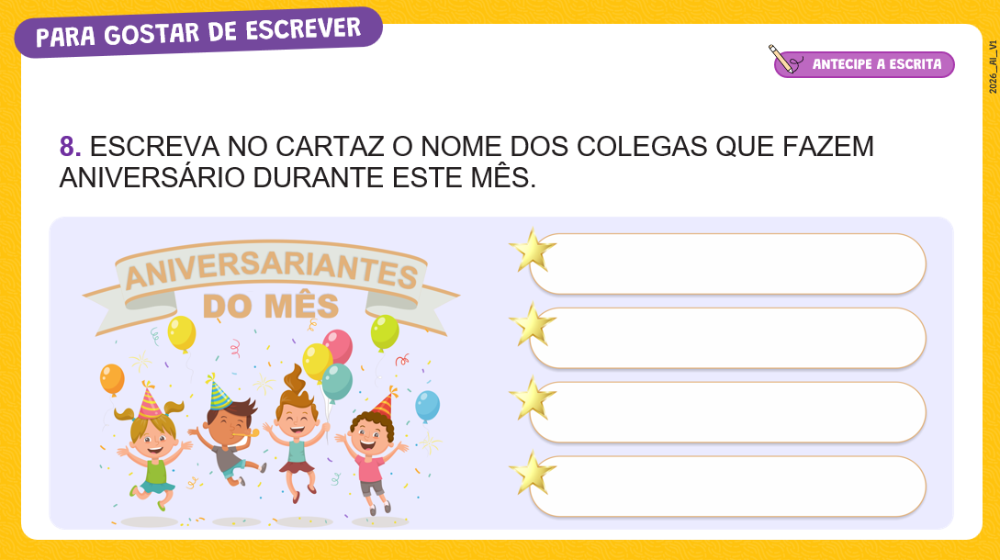 PARA GOSTAR DE ESCREVER
ANTECIPE A ESCRITA
2026_AI_V1
8. ESCREVA NO CARTAZ O NOME DOS COLEGAS QUE FAZEM
ANIVERSÁRIO DURANTE ESTE MÊS.
ANIVERSARIANTES
DO MÊS